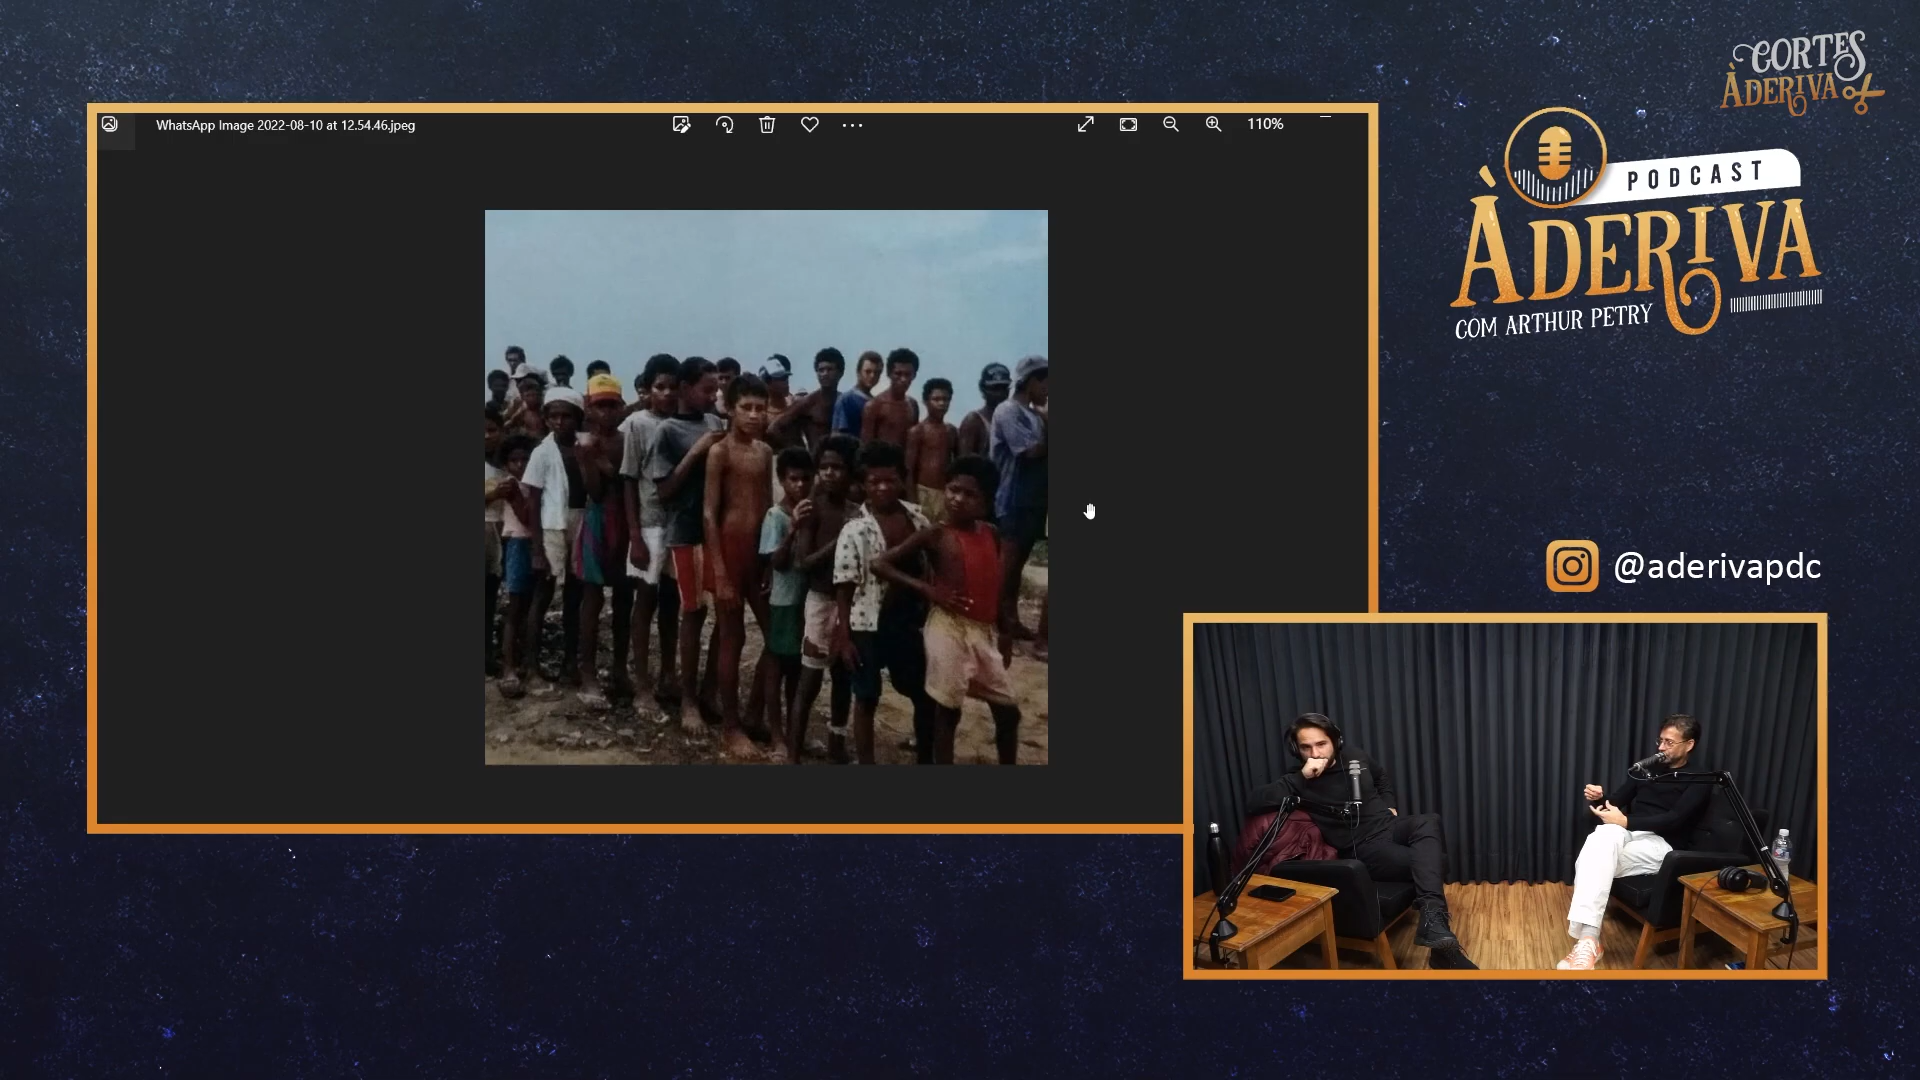 CORTES
ÀDERIVA
WhatsApp Image 2022-08-10 at 12.54.46.jpeg
110%
PODCAST
ÀDERIVA
COM ARTHUR PETRY
@aderivapdc